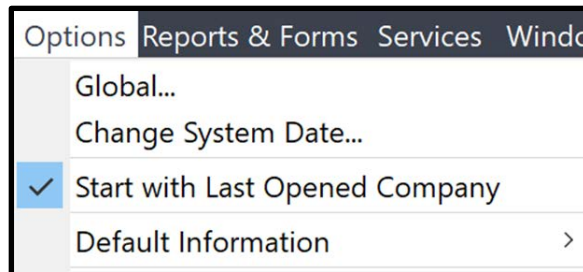 Options Reports & Forms Services
Global...
Change System Date...
Start with Last Opened Company
Default Information